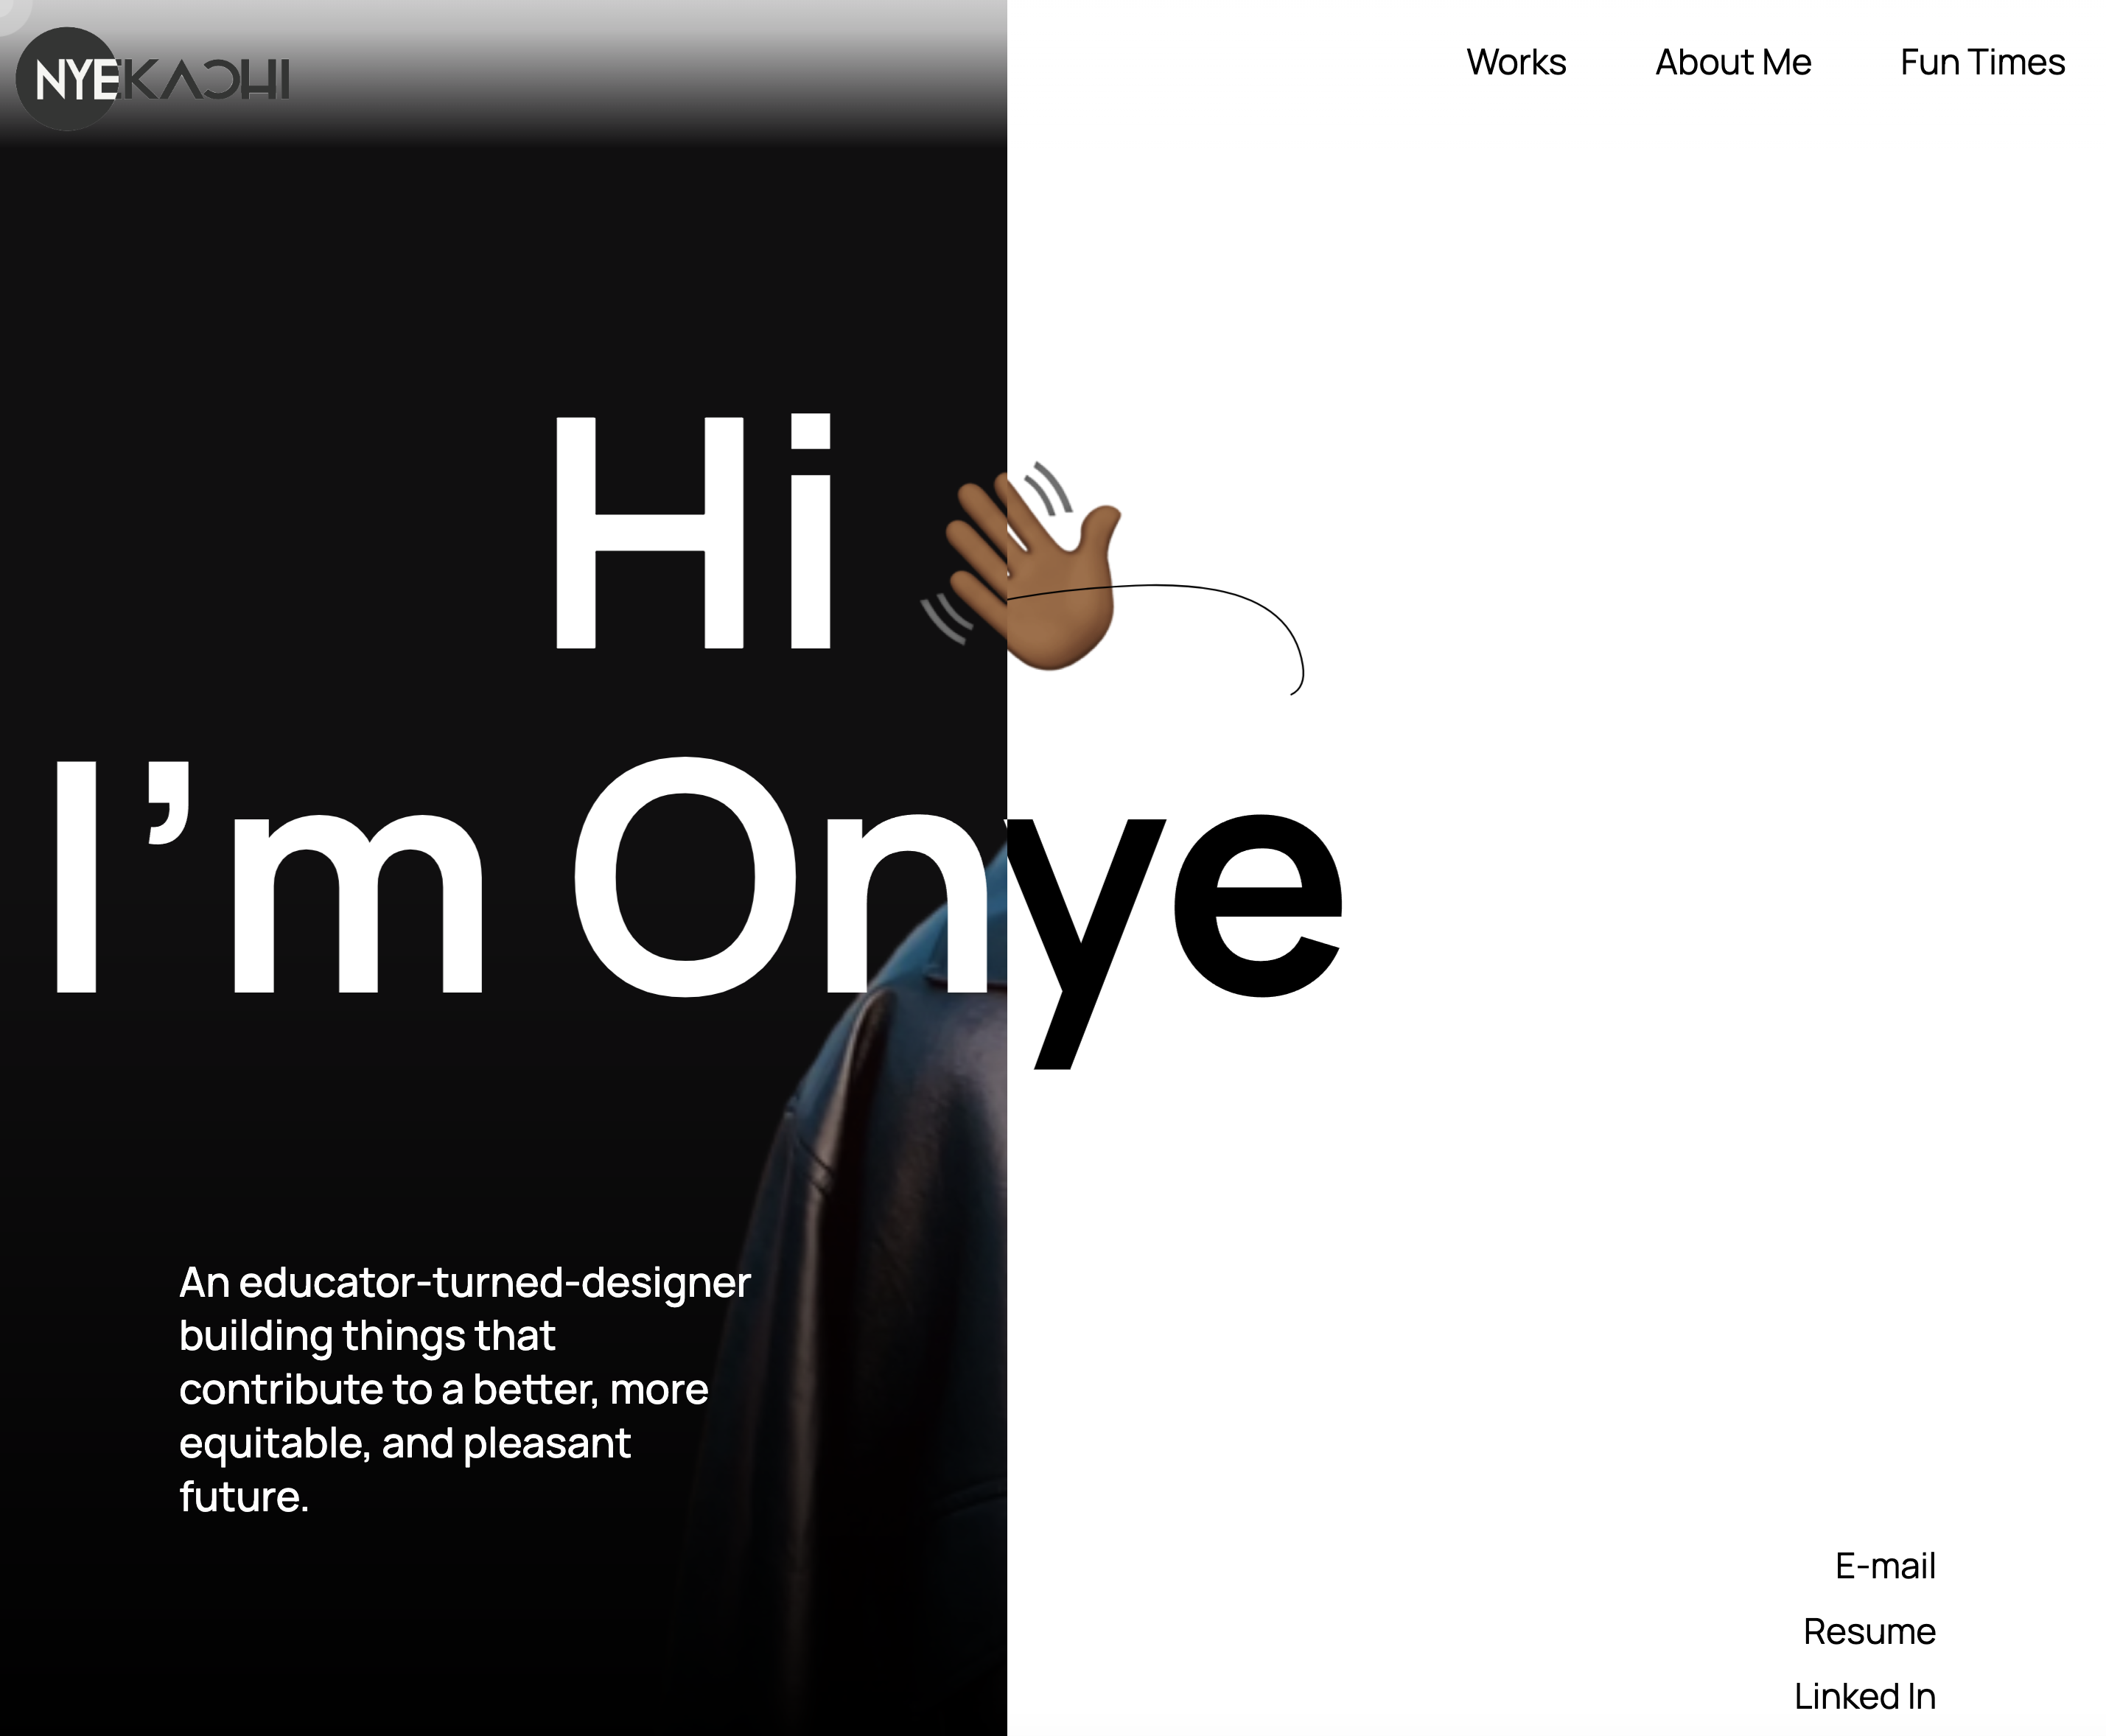 NYEKACHI
Works
About Me
Fun Times
Hi 👋🏾
I’m Onye
An educator-turned-designer
building things that
contribute to a better, more
equitable, and pleasant
future.
E-mail
Resume
Linked In